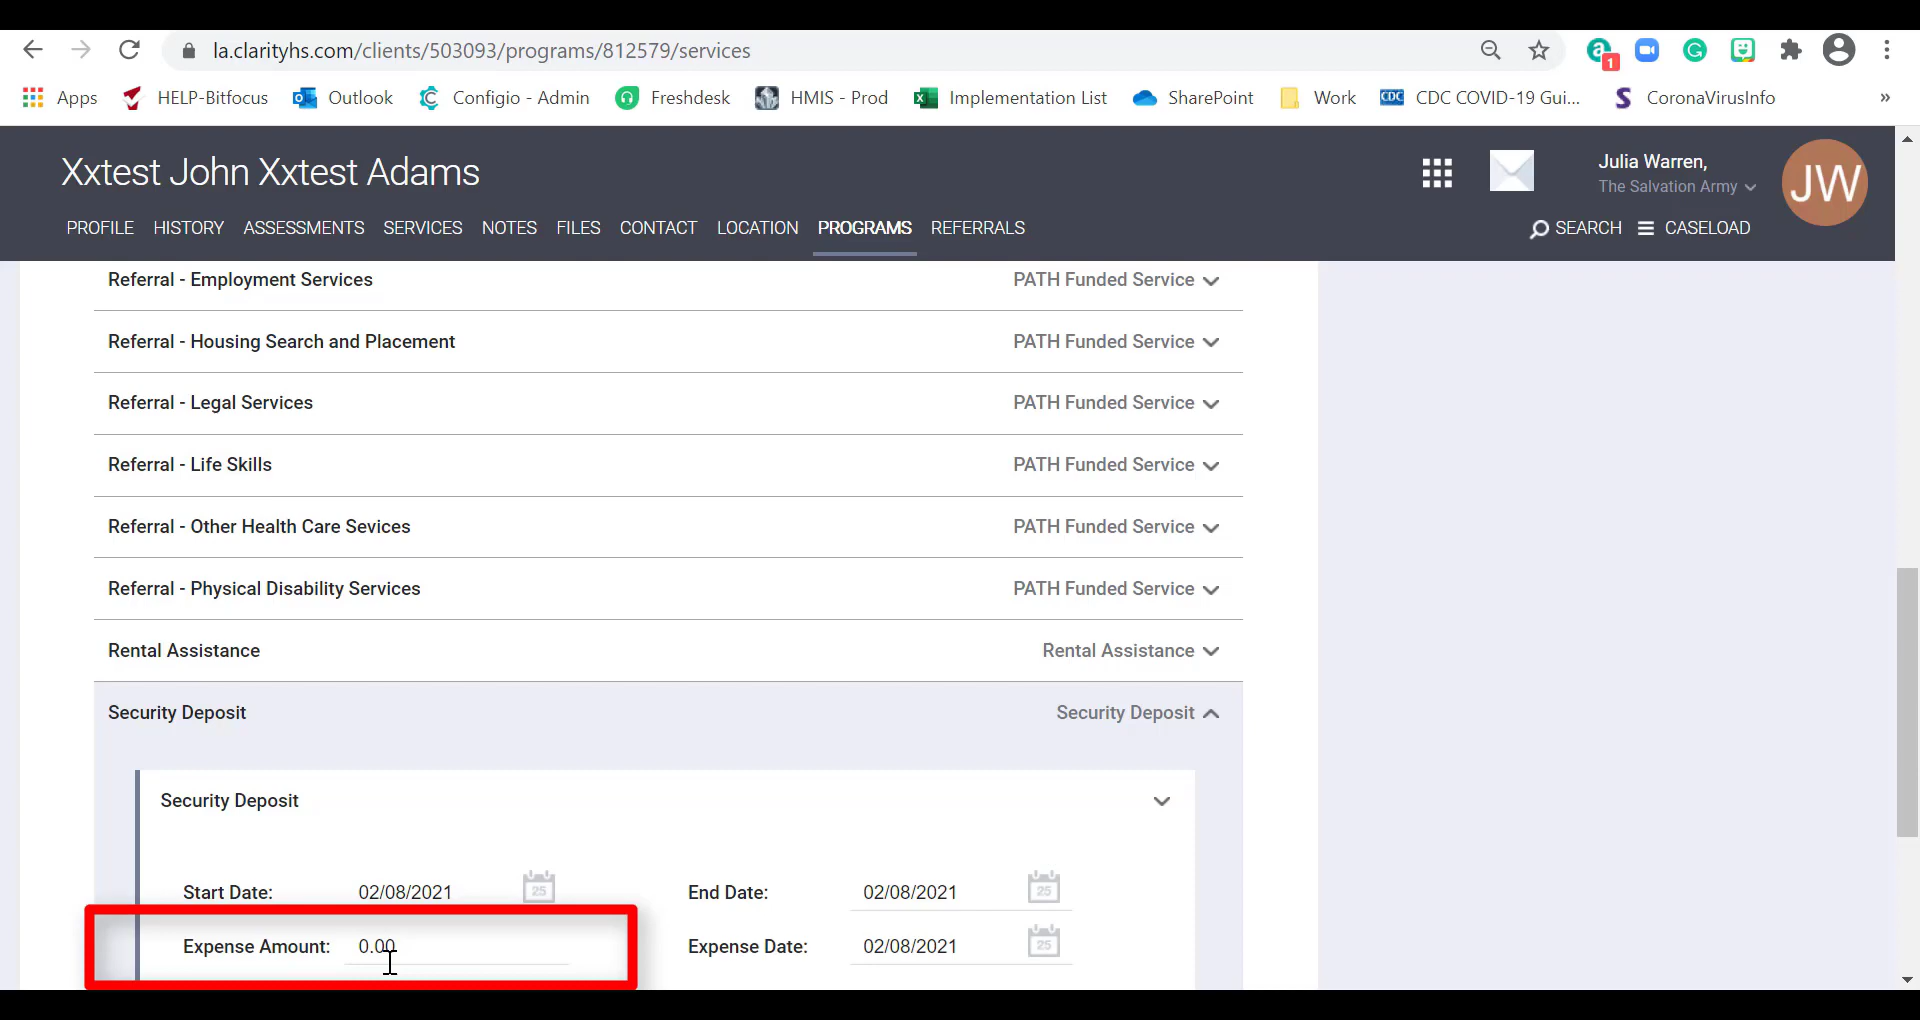 la.clarityhs.com/clients/503093/programs/812579/services
1
Apps HELP-Bitfocus Outlook Configio - Admin Freshdesk HMIS - Prod Implementation List SharePoint Work CDC CDC COVID-19 Gui... CoronaVirusInfo »
Xxtest John Xxtest Adams
Julia Warren,
The Salvation Army
JW
PROFILE HISTORY ASSESSMENTS SERVICES NOTES FILES CONTACT LOCATION PROGRAMS REFERRALS SEARCH CASELOAD
Referral - Employment Services PATH Funded Service
Referral - Housing Search and Placement PATH Funded Service
Referral - Legal Services PATH Funded Service
Referral - Life Skills PATH Funded Service
Referral - Other Health Care Sevices PATH Funded Service
Referral - Physical Disability Services PATH Funded Service
Rental Assistance Rental Assistance
Security Deposit Security Deposit
Security Deposit
Start Date: 02/08/2021 25 End Date: 02/08/2021 25
Expense Amount: 0.00 Expense Date: 02/08/2021 25